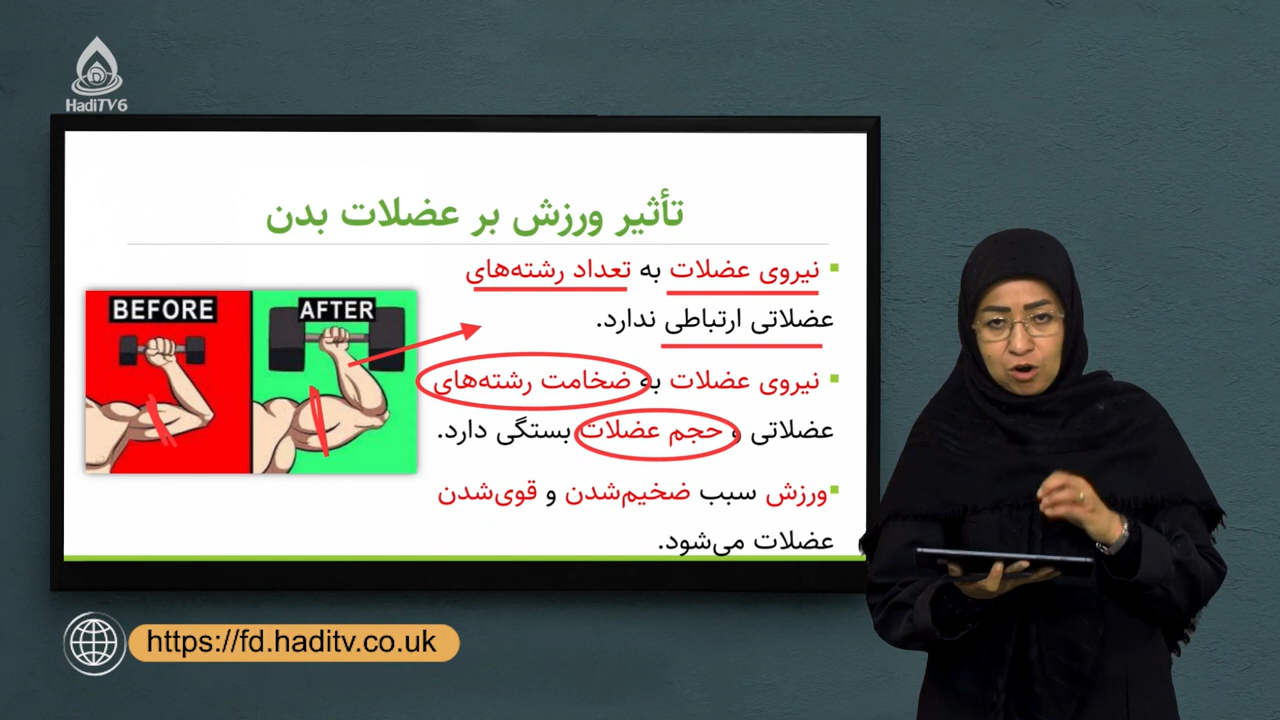 HadiTV6
تأثیر ورزش بر عضلات بدن
نیروی عضلات به تعداد رشته‌های
عضلاتی ارتباطی ندارد.
نیروی عضلات به ضخامت رشته‌های
عضلاتی و حجم عضلات بستگی دارد.
ورزش سبب ضخیم‌شدن و قوی‌شدن
عضلات می‌شود.
BEFORE
AFTER
https://fd.haditv.co.uk